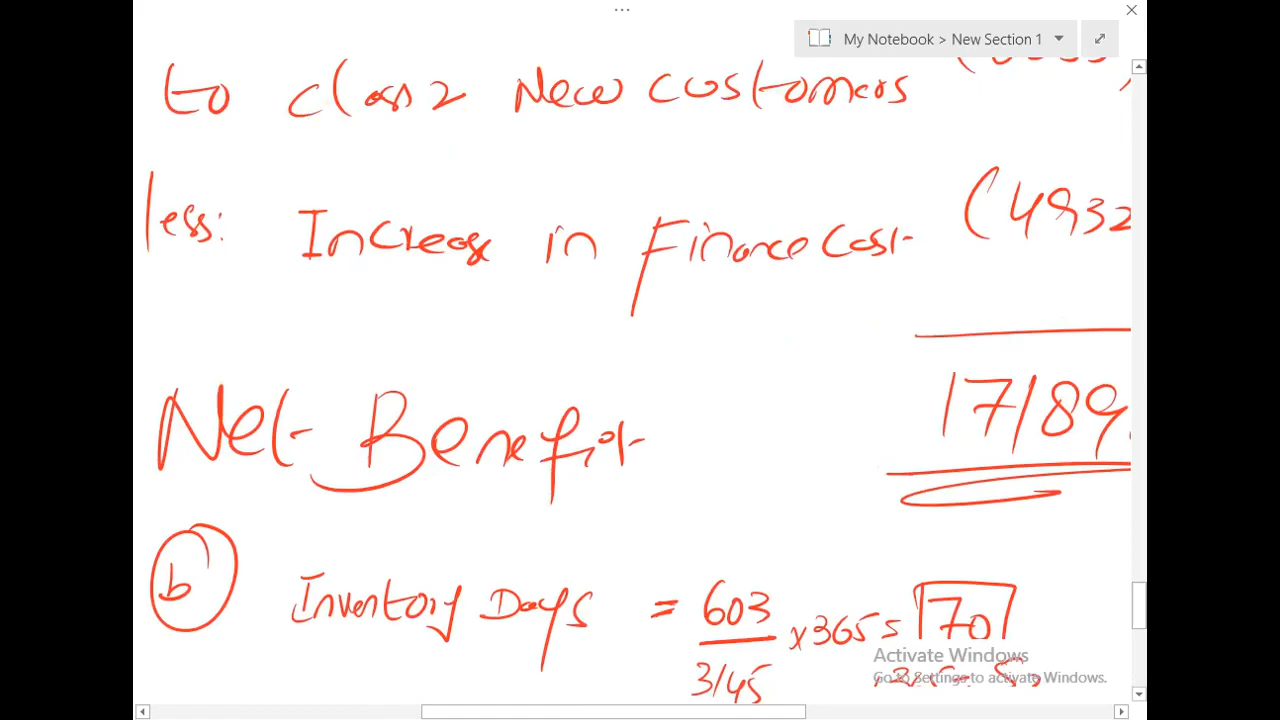 ...
My Notebook > New Section 1
to class 2 New customers
less: Increase in Finance Cost (4932
Net Benefit 17189
b Inventory Days = 603/3145 x 365 = 70
Activate Windows
Go to Settings to activate Windows.